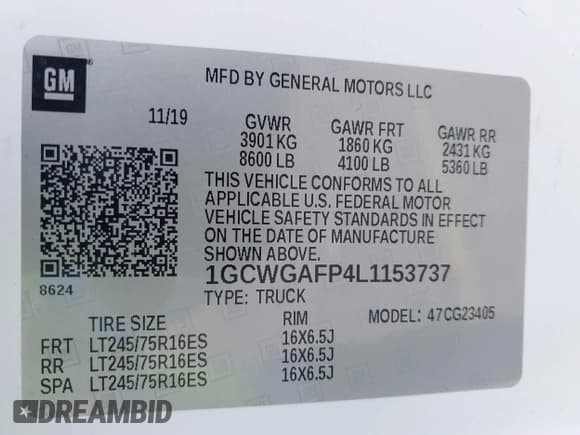 GM
MFD BY GENERAL MOTORS LLC
11/19 GVWR GAWR FRT GAWR RR
3901 KG 1860 KG 2431 KG
8600 LB 4100 LB 5360 LB
THIS VEHICLE CONFORMS TO ALL
APPLICABLE U.S. FEDERAL MOTOR
VEHICLE SAFETY STANDARDS IN EFFECT
ON THE DATE OF MANUFACTURE
SHOWN ABOVE.
8624
1GCWGAFP4L1153737
TYPE: TRUCK MODEL: 47CG23405
TIRE SIZE RIM
FRT LT245/75R16ES 16X6.5J
RR LT245/75R16ES 16X6.5J
SPA LT245/75R16ES 16X6.5J
DREAMBID